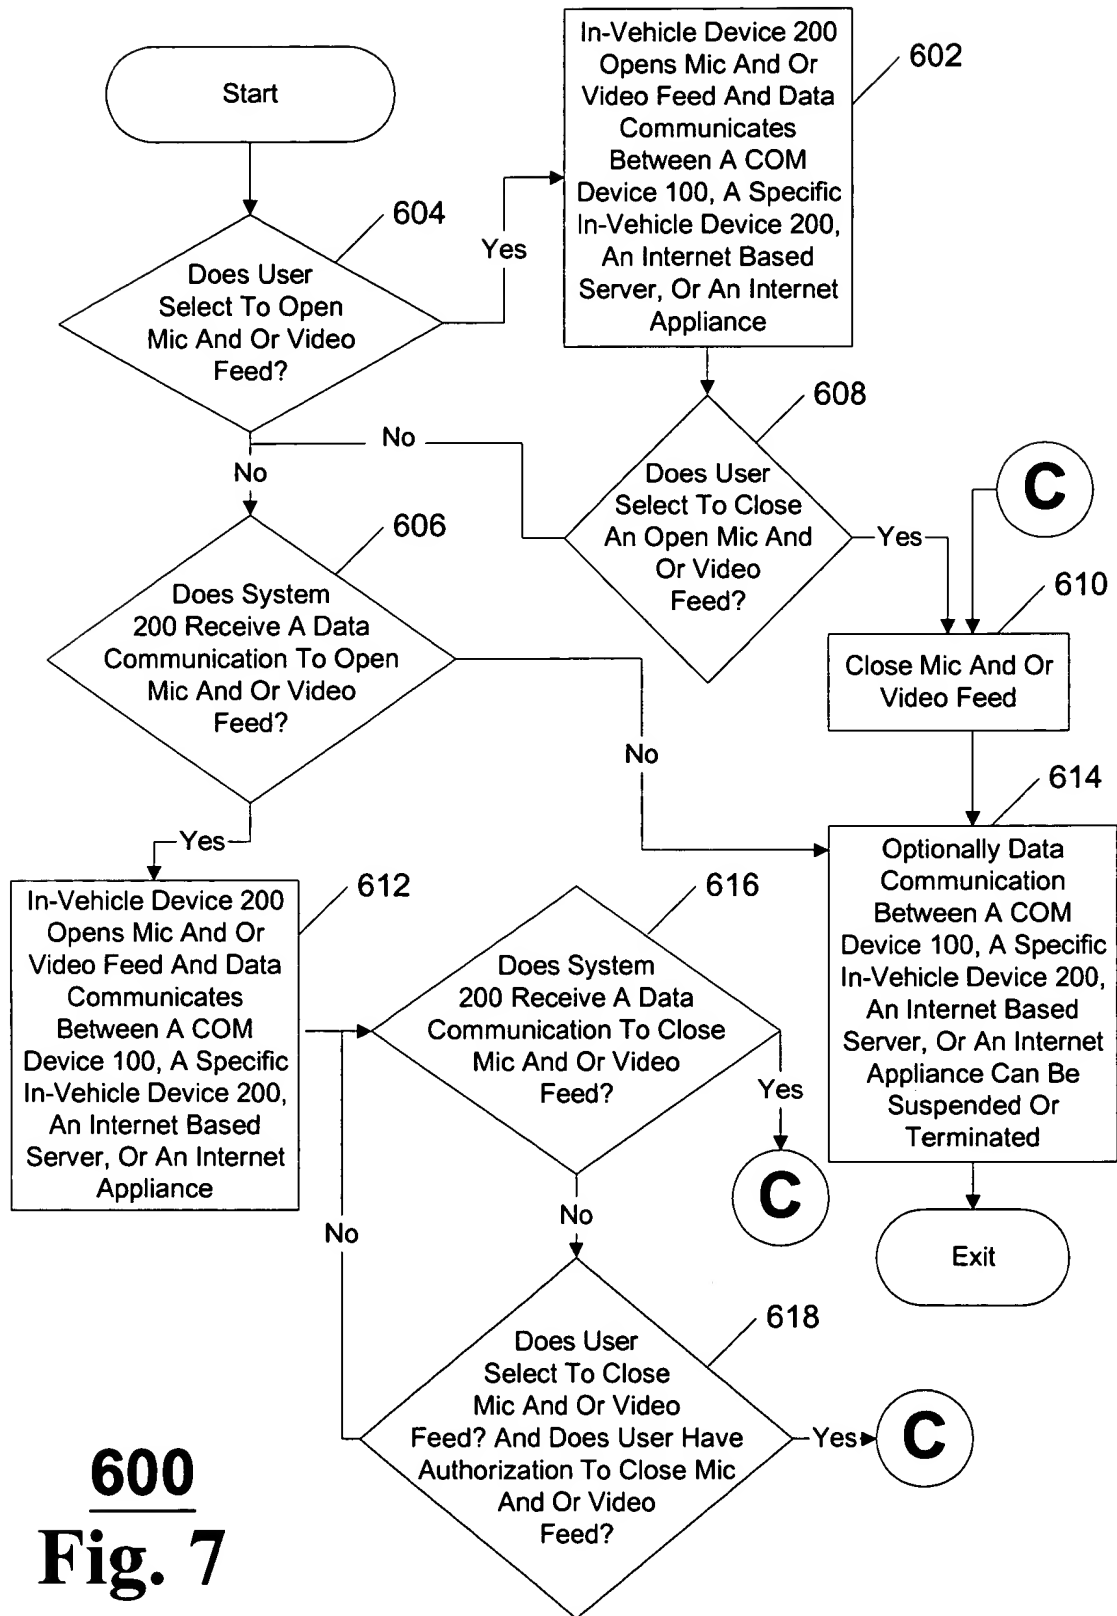 Start
In-Vehicle Device 200
Opens Mic And Or
Video Feed And Data
Communicates
Between A COM
Device 100, A Specific
In-Vehicle Device 200,
An Internet Based
Server, Or An Internet
Appliance
602
604
Yes
Does User
Select To Open
Mic And Or Video
Feed?
608
No
No
Does User
Select To Close
An Open Mic And
Or Video
Feed?
Yes
C
606
Does System
200 Receive A Data
Communication To Open
Mic And Or Video
Feed?
610
Close Mic And Or
Video Feed
No
614
Yes
Optionally Data
Communication
Between A COM
Device 100, A Specific
In-Vehicle Device 200,
An Internet Based
Server, Or An Internet
Appliance Can Be
Suspended Or
Terminated
612
In-Vehicle Device 200
Opens Mic And Or
Video Feed And Data
Communicates
Between A COM
Device 100, A Specific
In-Vehicle Device 200,
An Internet Based
Server, Or An Internet
Appliance
616
Does System
200 Receive A Data
Communication To Close
Mic And Or Video
Feed?
Yes
C
No
No
Exit
618
Does User
Select To Close
Mic And Or Video
Feed? And Does User Have
Authorization To Close Mic
And Or Video
Feed?
Yes
C
600
Fig. 7